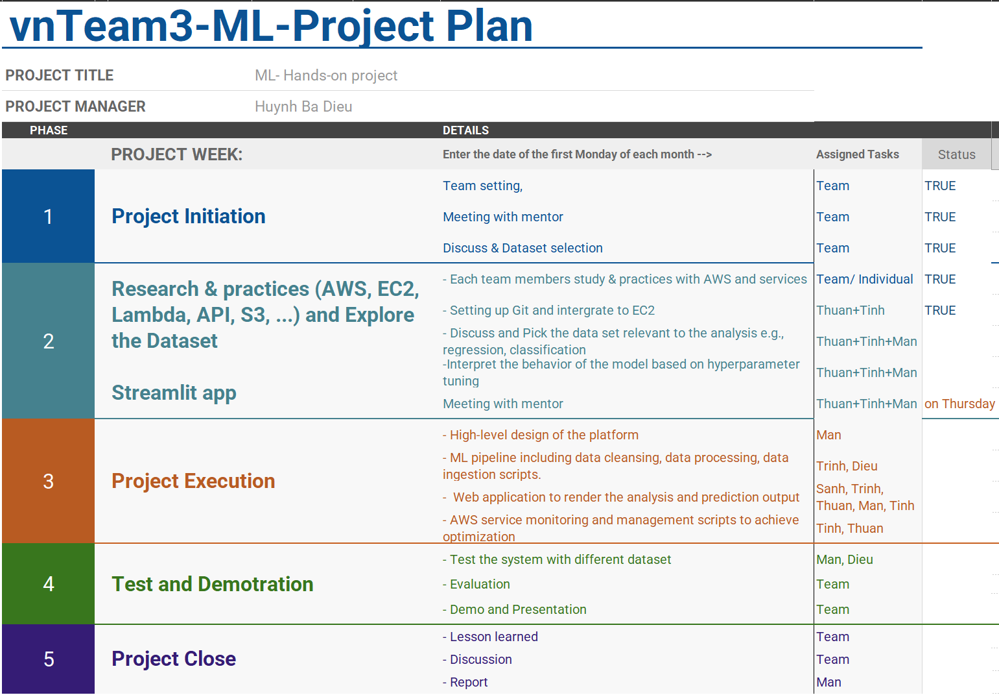 vnTeam3-ML-Project Plan
PROJECT TITLE ML- Hands-on project
PROJECT MANAGER Huynh Ba Dieu
PHASE DETAILS
PROJECT WEEK: Enter the date of the first Monday of each month --> Assigned Tasks Status
1
Project Initiation
Team setting, Team TRUE
Meeting with mentor Team TRUE
Discuss & Dataset selection Team TRUE
2
Research & practices (AWS, EC2,
Lambda, API, S3, ...) and Explore
the Dataset
Streamlit app
- Each team members study & practices with AWS and services Team/ Individual TRUE
- Setting up Git and intergrate to EC2 Thuan+Tinh TRUE
- Discuss and Pick the data set relevant to the analysis e.g.,
regression, classification
Thuan+Tinh+Man
-Interpret the behavior of the model based on hyperparameter
tuning
Thuan+Tinh+Man
Meeting with mentor Thuan+Tinh+Man on Thursday
3
Project Execution
- High-level design of the platform Man
- ML pipeline including data cleansing, data processing, data
ingestion scripts.
Trinh, Dieu
- Web application to render the analysis and prediction output
Sanh, Trinh,
Thuan, Man, Tinh
- AWS service monitoring and management scripts to achieve
optimization
Tinh, Thuan
4
Test and Demotration
- Test the system with different dataset Man, Dieu
- Evaluation Team
- Demo and Presentation Team
5
Project Close
- Lesson learned Team
- Discussion Team
- Report Man